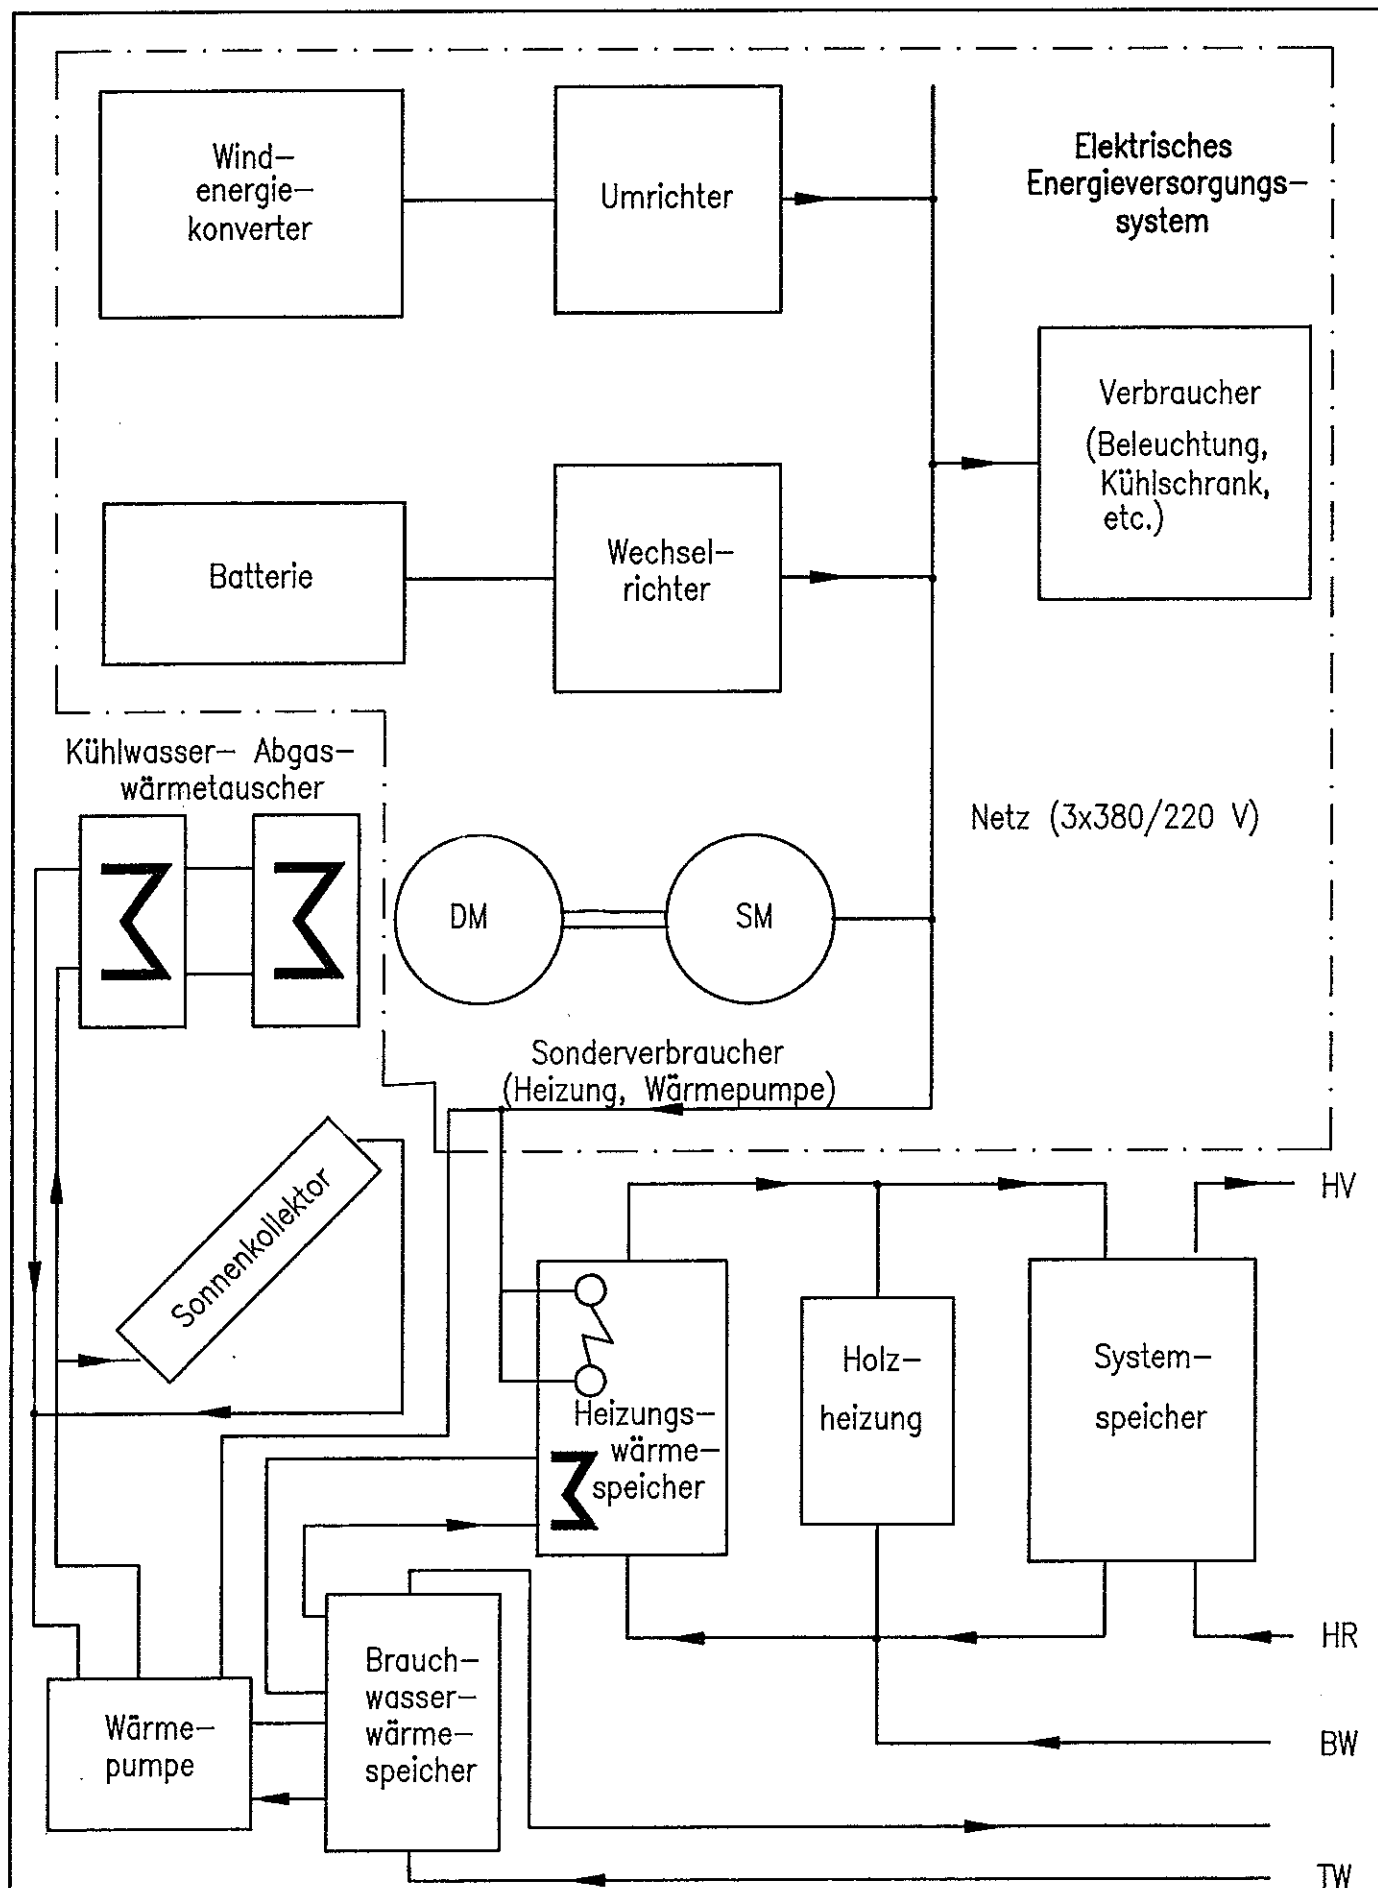 Wind-
energie-
konverter
Umrichter
Elektrisches
Energieversorgungs-
system
Verbraucher
(Beleuchtung,
Kühlschrank,
etc.)
Batterie
Wechsel-
richter
Kühlwasser- Abgas-
wärmetauscher
Netz (3x380/220 V)
DM
SM
Sonderverbraucher
(Heizung, Wärmepumpe)
Sonnenkollektor
HV
Heizungs-
wärme-
speicher
Holz-
heizung
System-
speicher
HR
Brauch-
wasser-
wärme-
speicher
Wärme-
pumpe
BW
TW